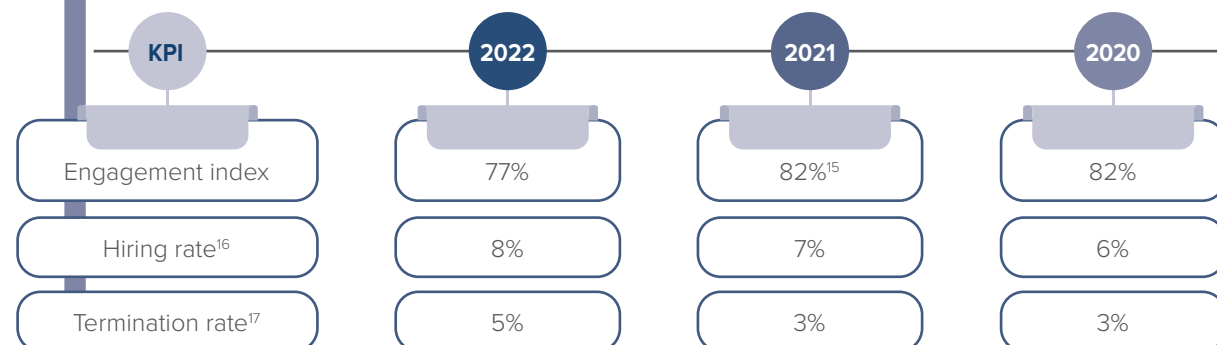 KPI 2022 2021 2020
Engagement index 77% 82%15 82%
Hiring rate16 8% 7% 6%
Termination rate17 5% 3% 3%